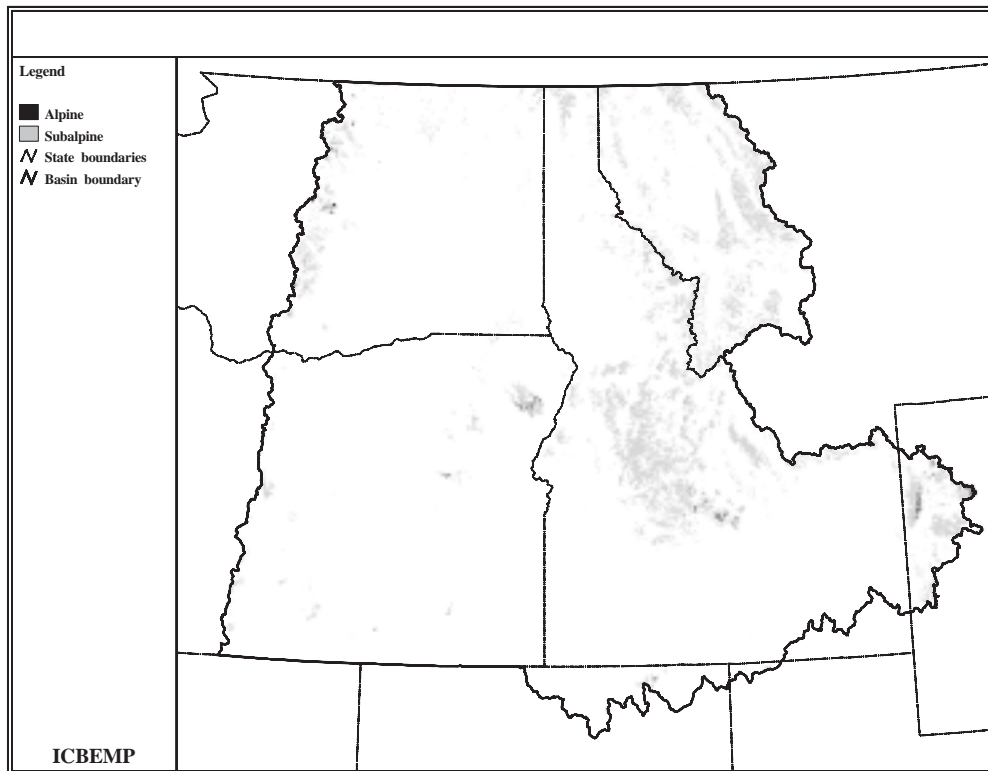 Legend
Alpine
Subalpine
State boundaries
Basin boundary
ICBEMP